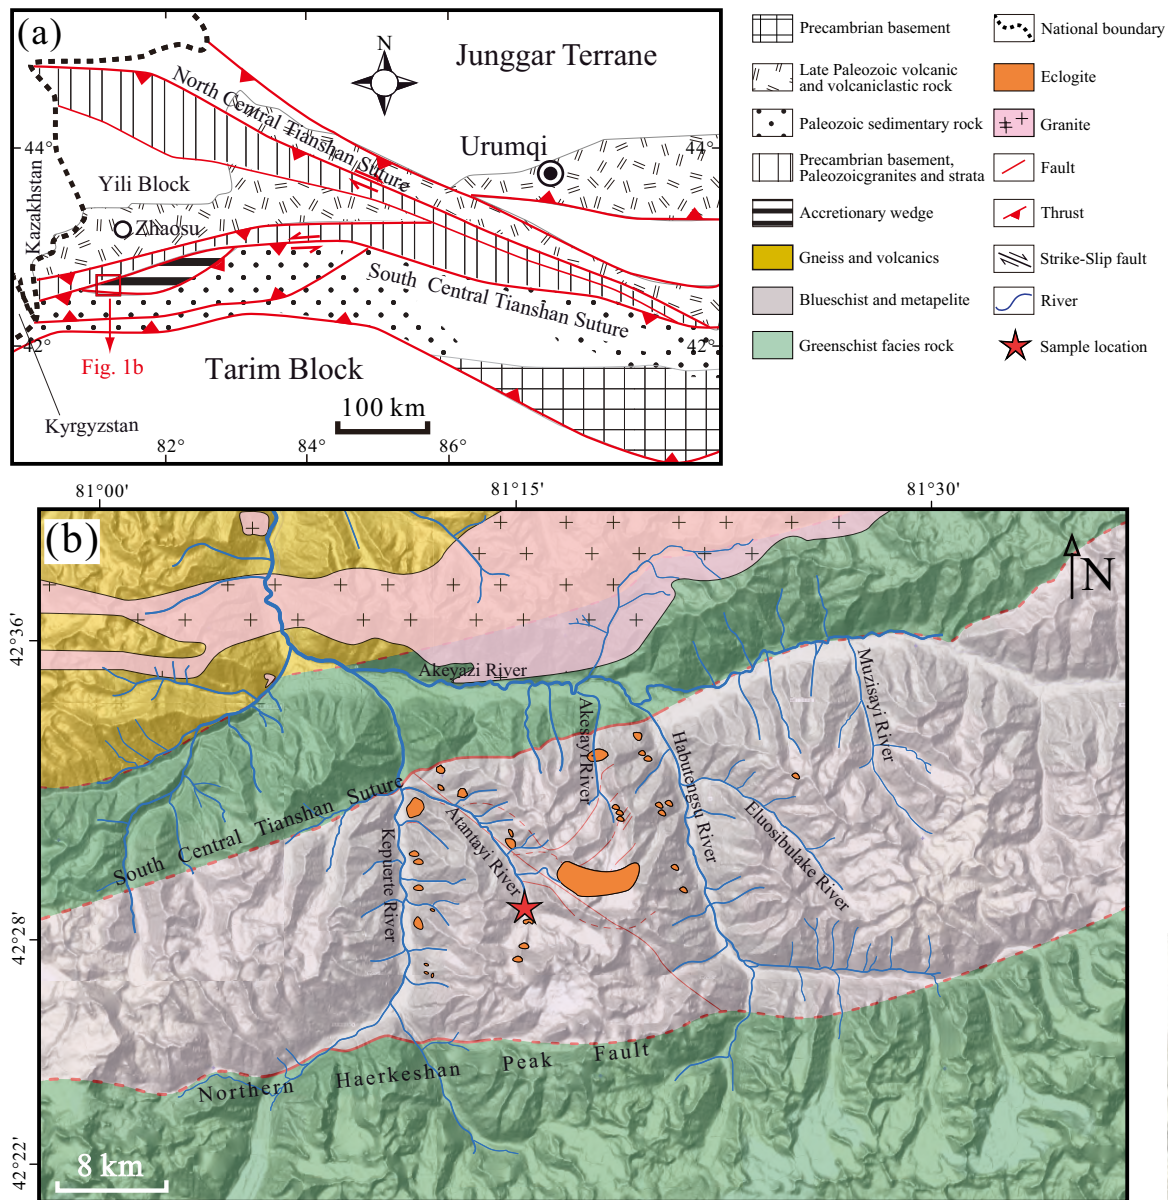 (a)
N
Junggar Terrane
North Central Tianshan Suture
Urumqi
44°
44°
Kazakhstan
Yili Block
Zhaosu
South Central Tianshan Suture
42°
42°
Fig. 1b
Tarim Block
100 km
Kyrgyzstan
82°
84°
86°
Precambrian basement
Late Paleozoic volcanic
and volcaniclastic rock
Paleozoic sedimentary rock
Precambrian basement,
Paleozoicgranites and strata
Accretionary wedge
Gneiss and volcanics
Blueschist and metapelite
Greenschist facies rock
National boundary
Eclogite
Granite
Fault
Thrust
Strike-Slip fault
River
Sample location
81°00'
81°15'
81°30'
(b)
N
42°36'
Akeyazi River
Muzisayi River
Akesayi River
Habutengsu River
South Central Tianshan Suture
Atantayi River
Eluosibulake River
Kepuerte River
42°28'
Northern Haerkeshan Peak Fault
42°22'
8 km